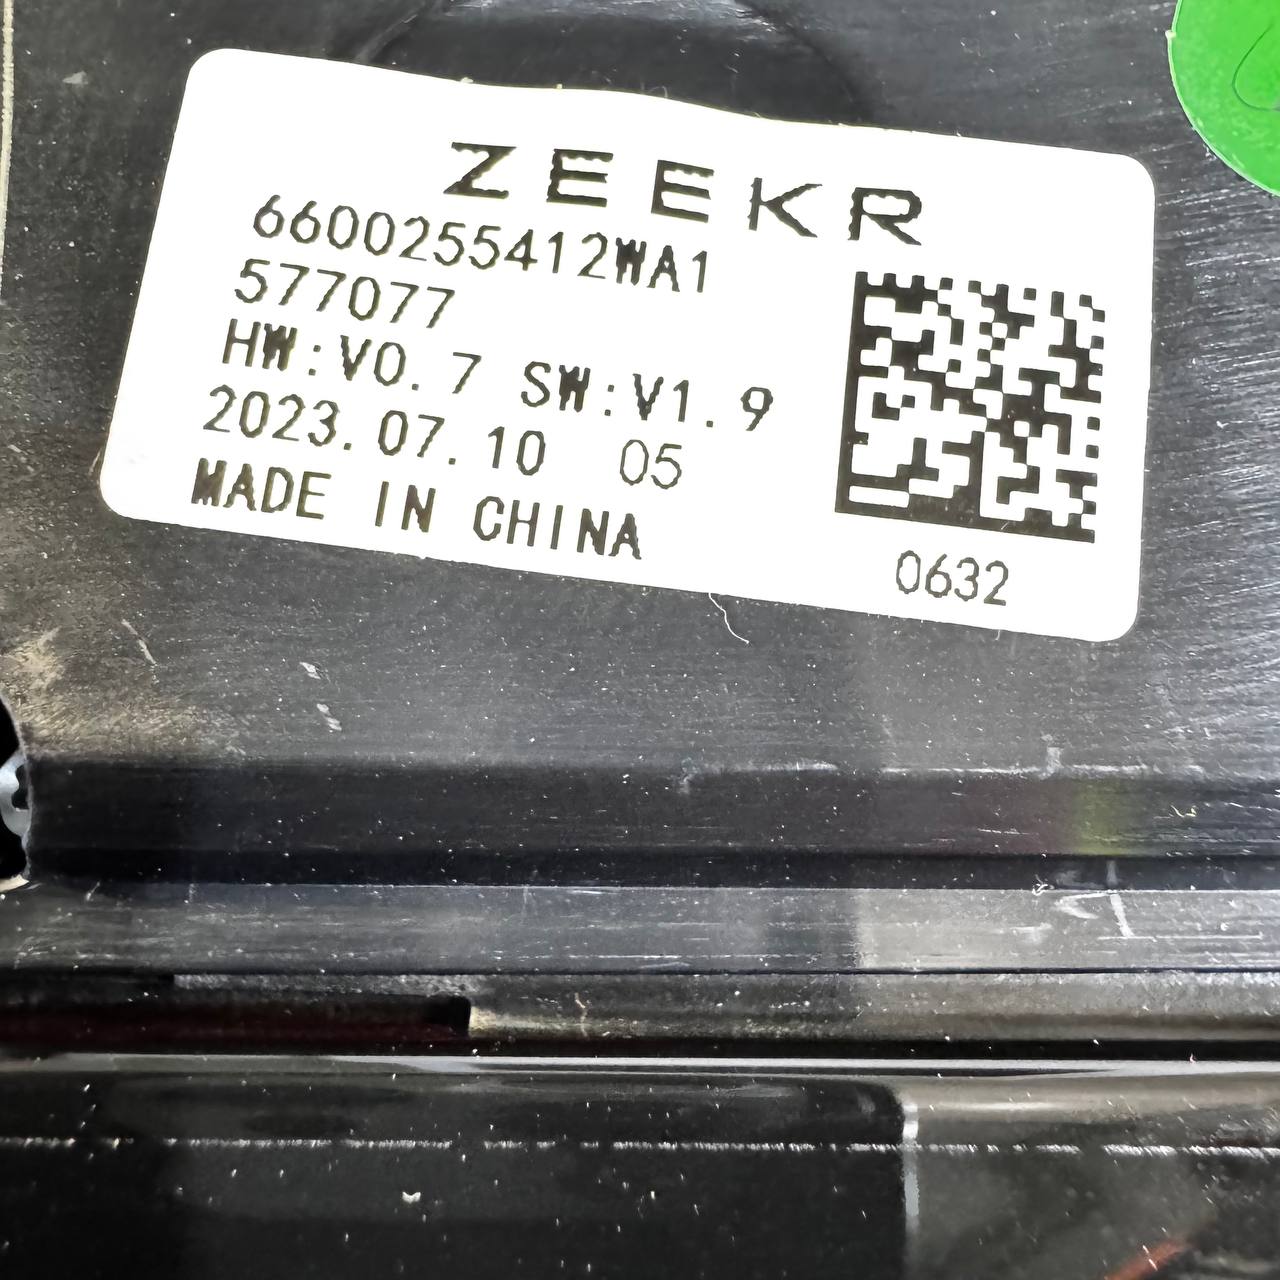 ZEEKR
6600255412WA1
577077
HW:V0.7 SW:V1.9
2023.07.10 05
MADE IN CHINA
0632